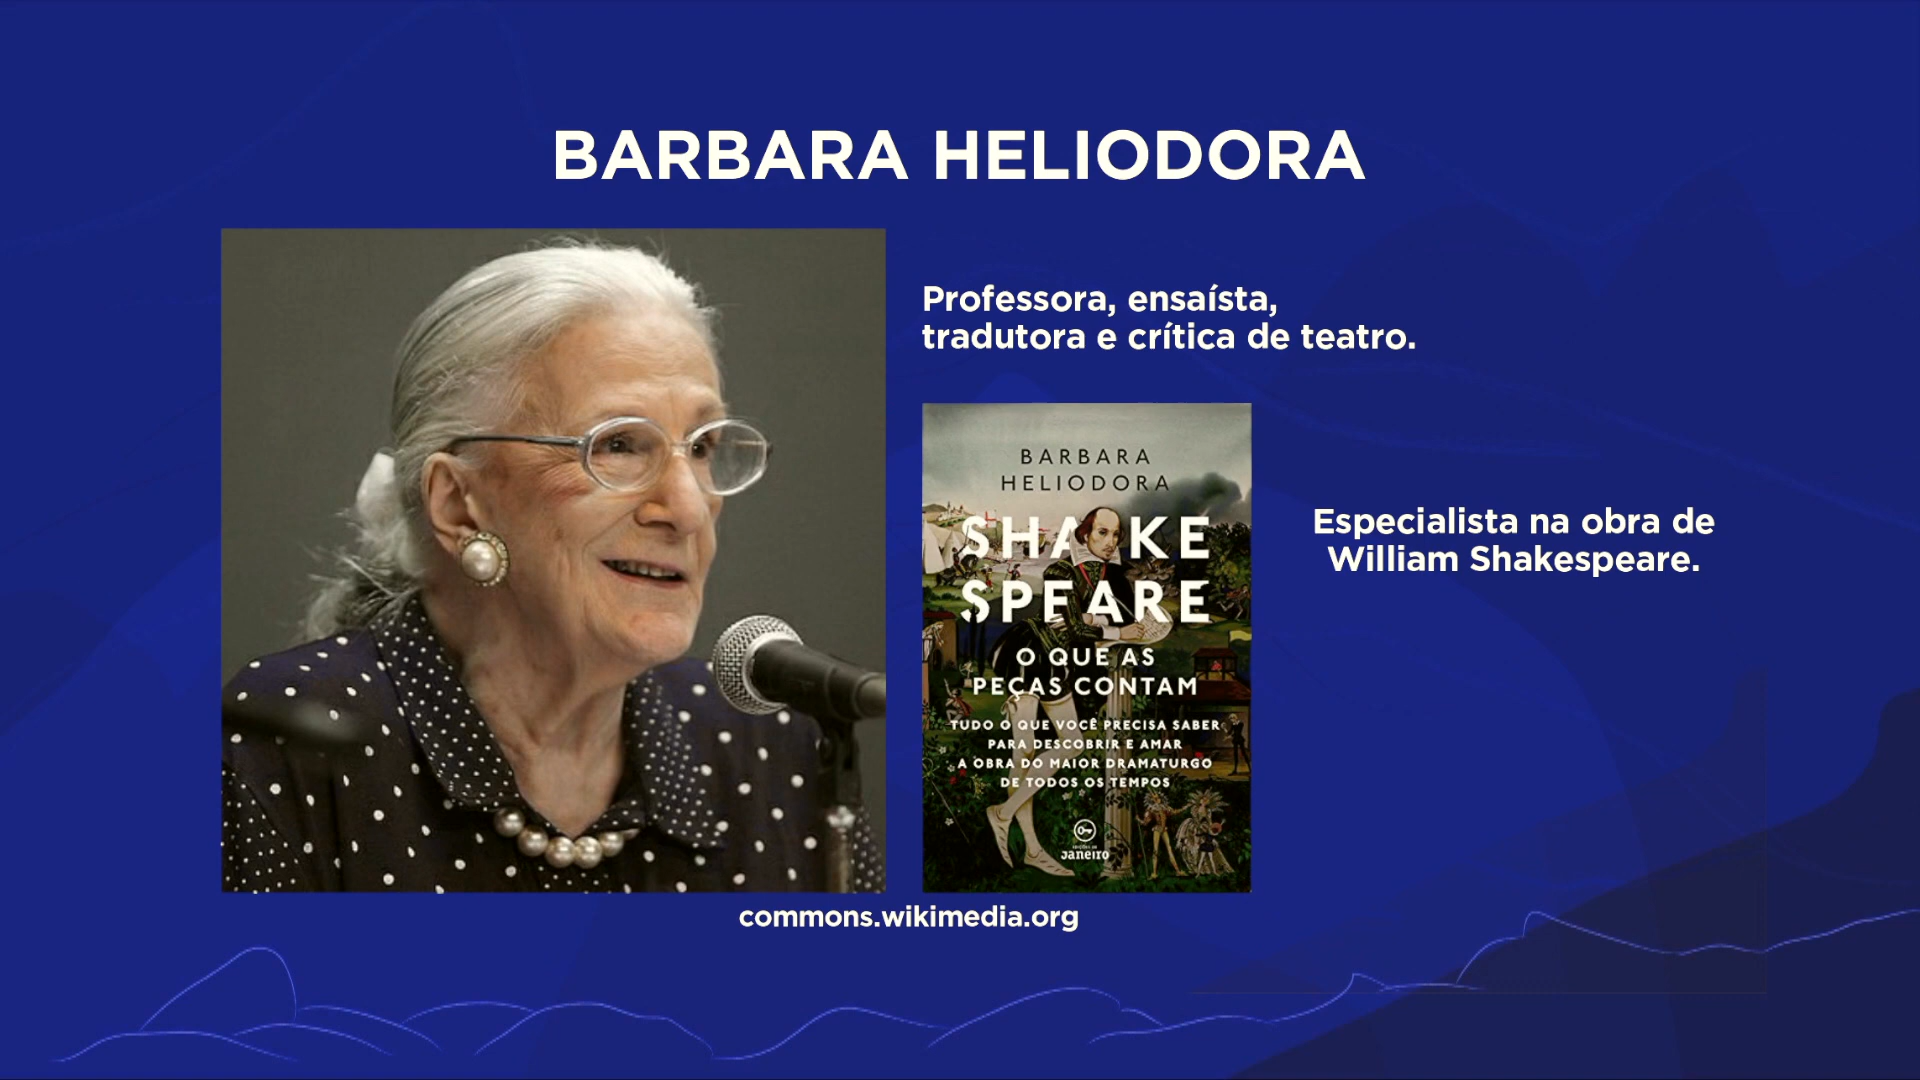 BARBARA HELIODORA
Professora, ensaísta,
tradutora e crítica de teatro.
BARBARA
HELIODORA
SHAKE
SPEARE
O QUE AS
PEÇAS CONTAM
TUDO O QUE VOCÊ PRECISA SABER
PARA DESCOBRIR E AMAR
A OBRA DO MAIOR DRAMATURGO
DE TODOS OS TEMPOS
EDIÇÕES DE
JANEIRO
Especialista na obra de
William Shakespeare.
commons.wikimedia.org